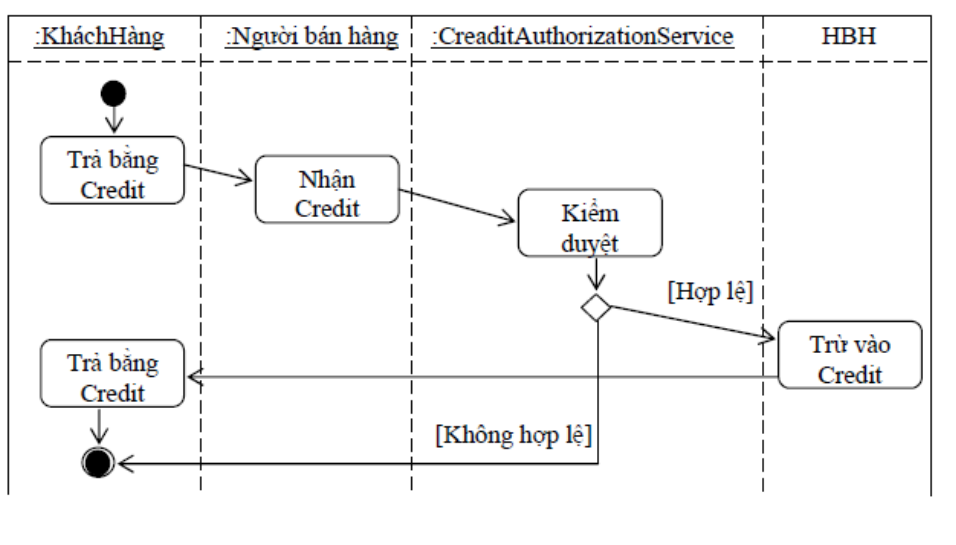 :KháchHàng
:Người bán hàng
:CreaditAuthorizationService
HBH
Trả bằng
Credit
Nhận
Credit
Kiểm
duyệt
[Hợp lệ]
Trừ vào
Credit
Trả bằng
Credit
[Không hợp lệ]